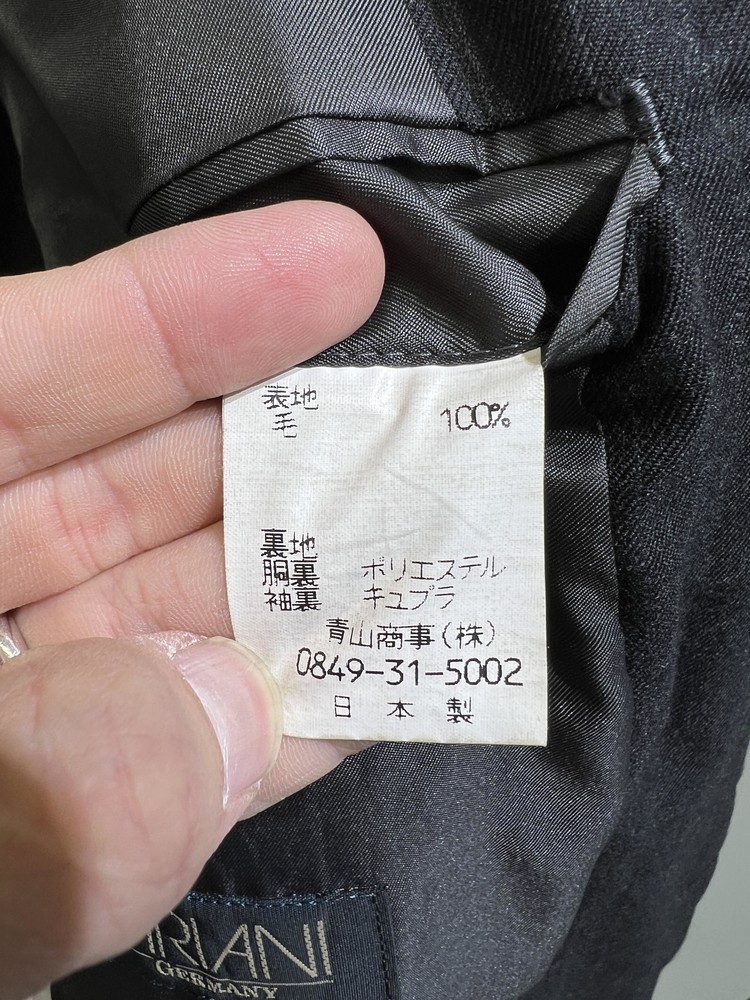 表地
毛 100%
裏地
胴裏 ポリエステル
袖裏 キュプラ
青山商事(株)
0849-31-5002
日本製
GERMANY